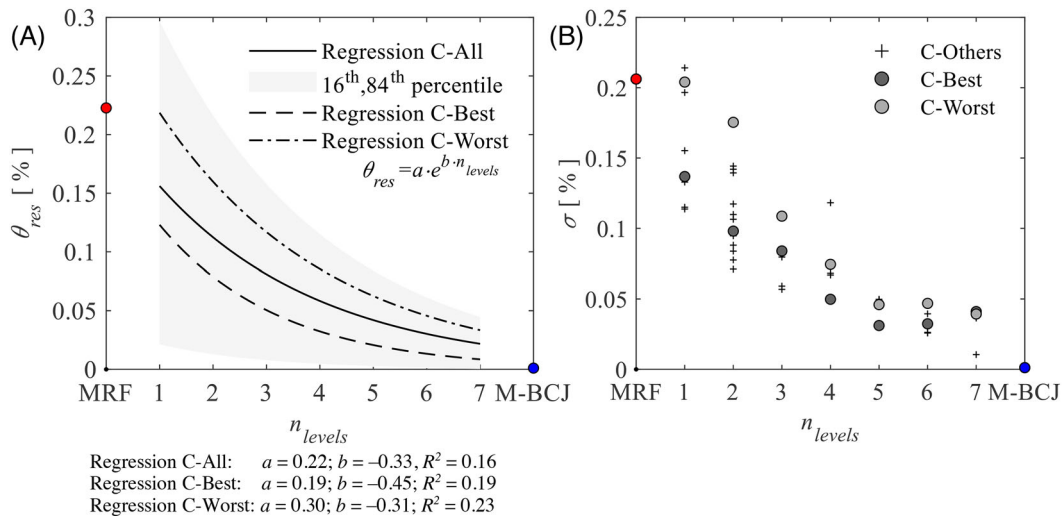 (A)
0.3
0.25
0.2
0.15
0.1
0.05
0
θres [ % ]
Regression C-All
16th,84th percentile
Regression C-Best
Regression C-Worst
θres=a·e^b·nlevels
MRF 1 2 3 4 5 6 7 M-BCJ
nlevels
Regression C-All: a = 0.22; b = –0.33, R² = 0.16
Regression C-Best: a = 0.19; b = –0.45; R² = 0.19
Regression C-Worst: a = 0.30; b = –0.31; R² = 0.23
(B)
0.25
0.2
0.15
0.1
0.05
0
σ [ % ]
C-Others
C-Best
C-Worst
MRF 1 2 3 4 5 6 7 M-BCJ
nlevels